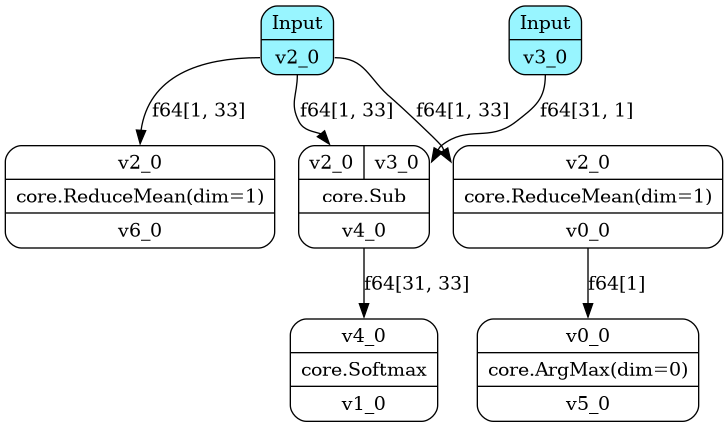 Input
v2_0
Input
v3_0
f64[1, 33]
f64[1, 33]
f64[1, 33]
f64[31, 1]
v2_0
core.ReduceMean(dim=1)
v6_0
v2_0 v3_0
core.Sub
v4_0
v2_0
core.ReduceMean(dim=1)
v0_0
f64[31, 33]
f64[1]
v4_0
core.Softmax
v1_0
v0_0
core.ArgMax(dim=0)
v5_0